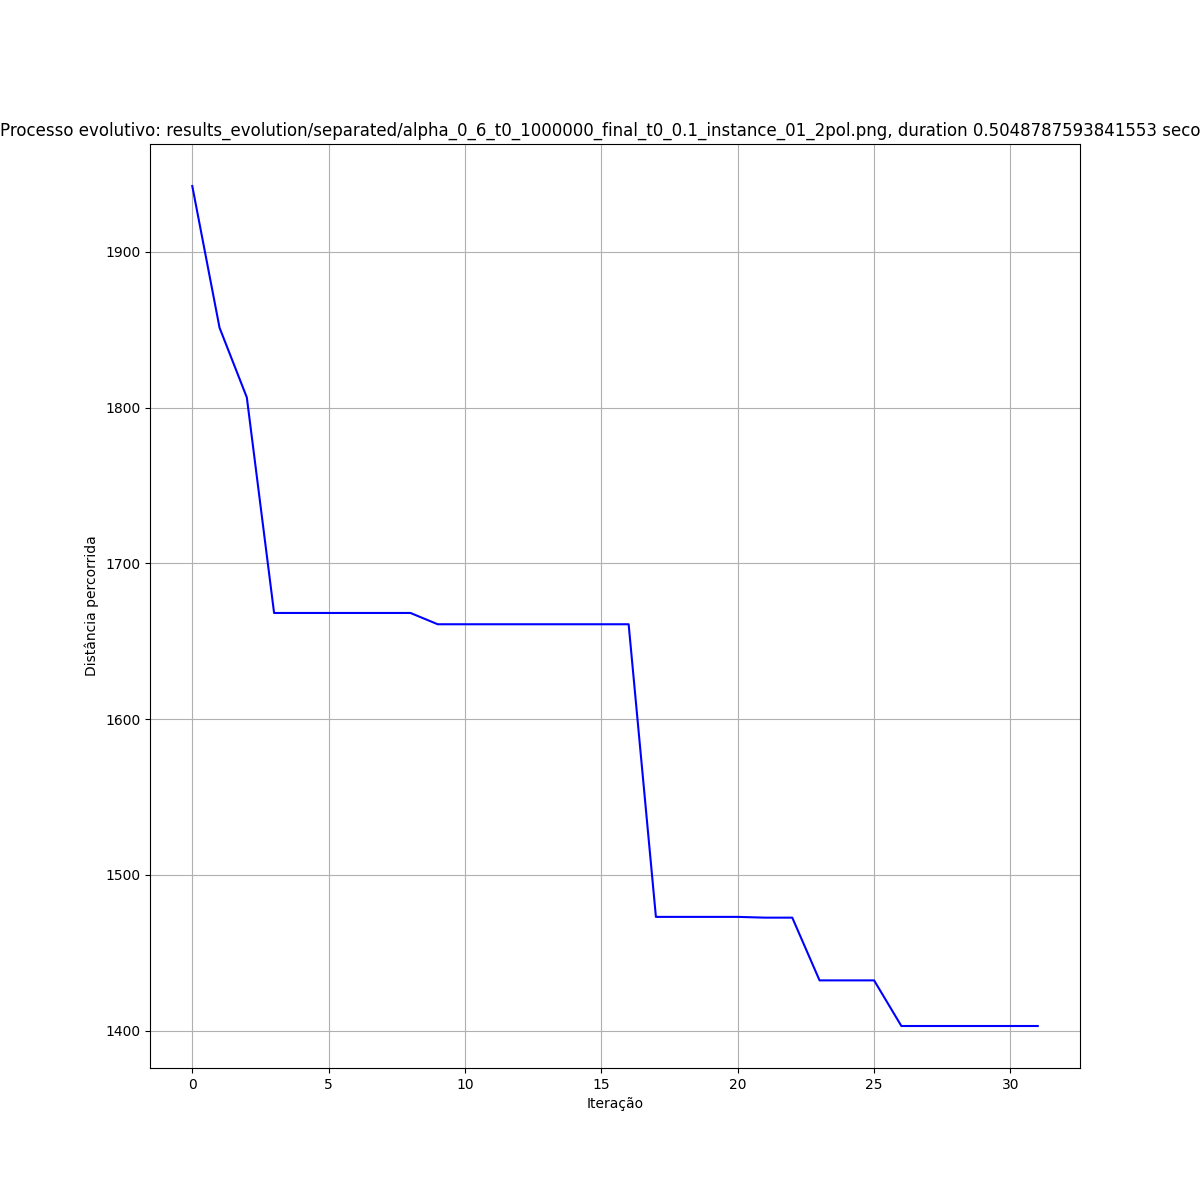 Processo evolutivo: results_evolution/separated/alpha_0_6_t0_1000000_final_t0_0.1_instance_01_2pol.png, duration 0.5048787593841553 seco
1900
1800
1700
1600
1500
1400
Distância percorrida
0 5 10 15 20 25 30
Iteração